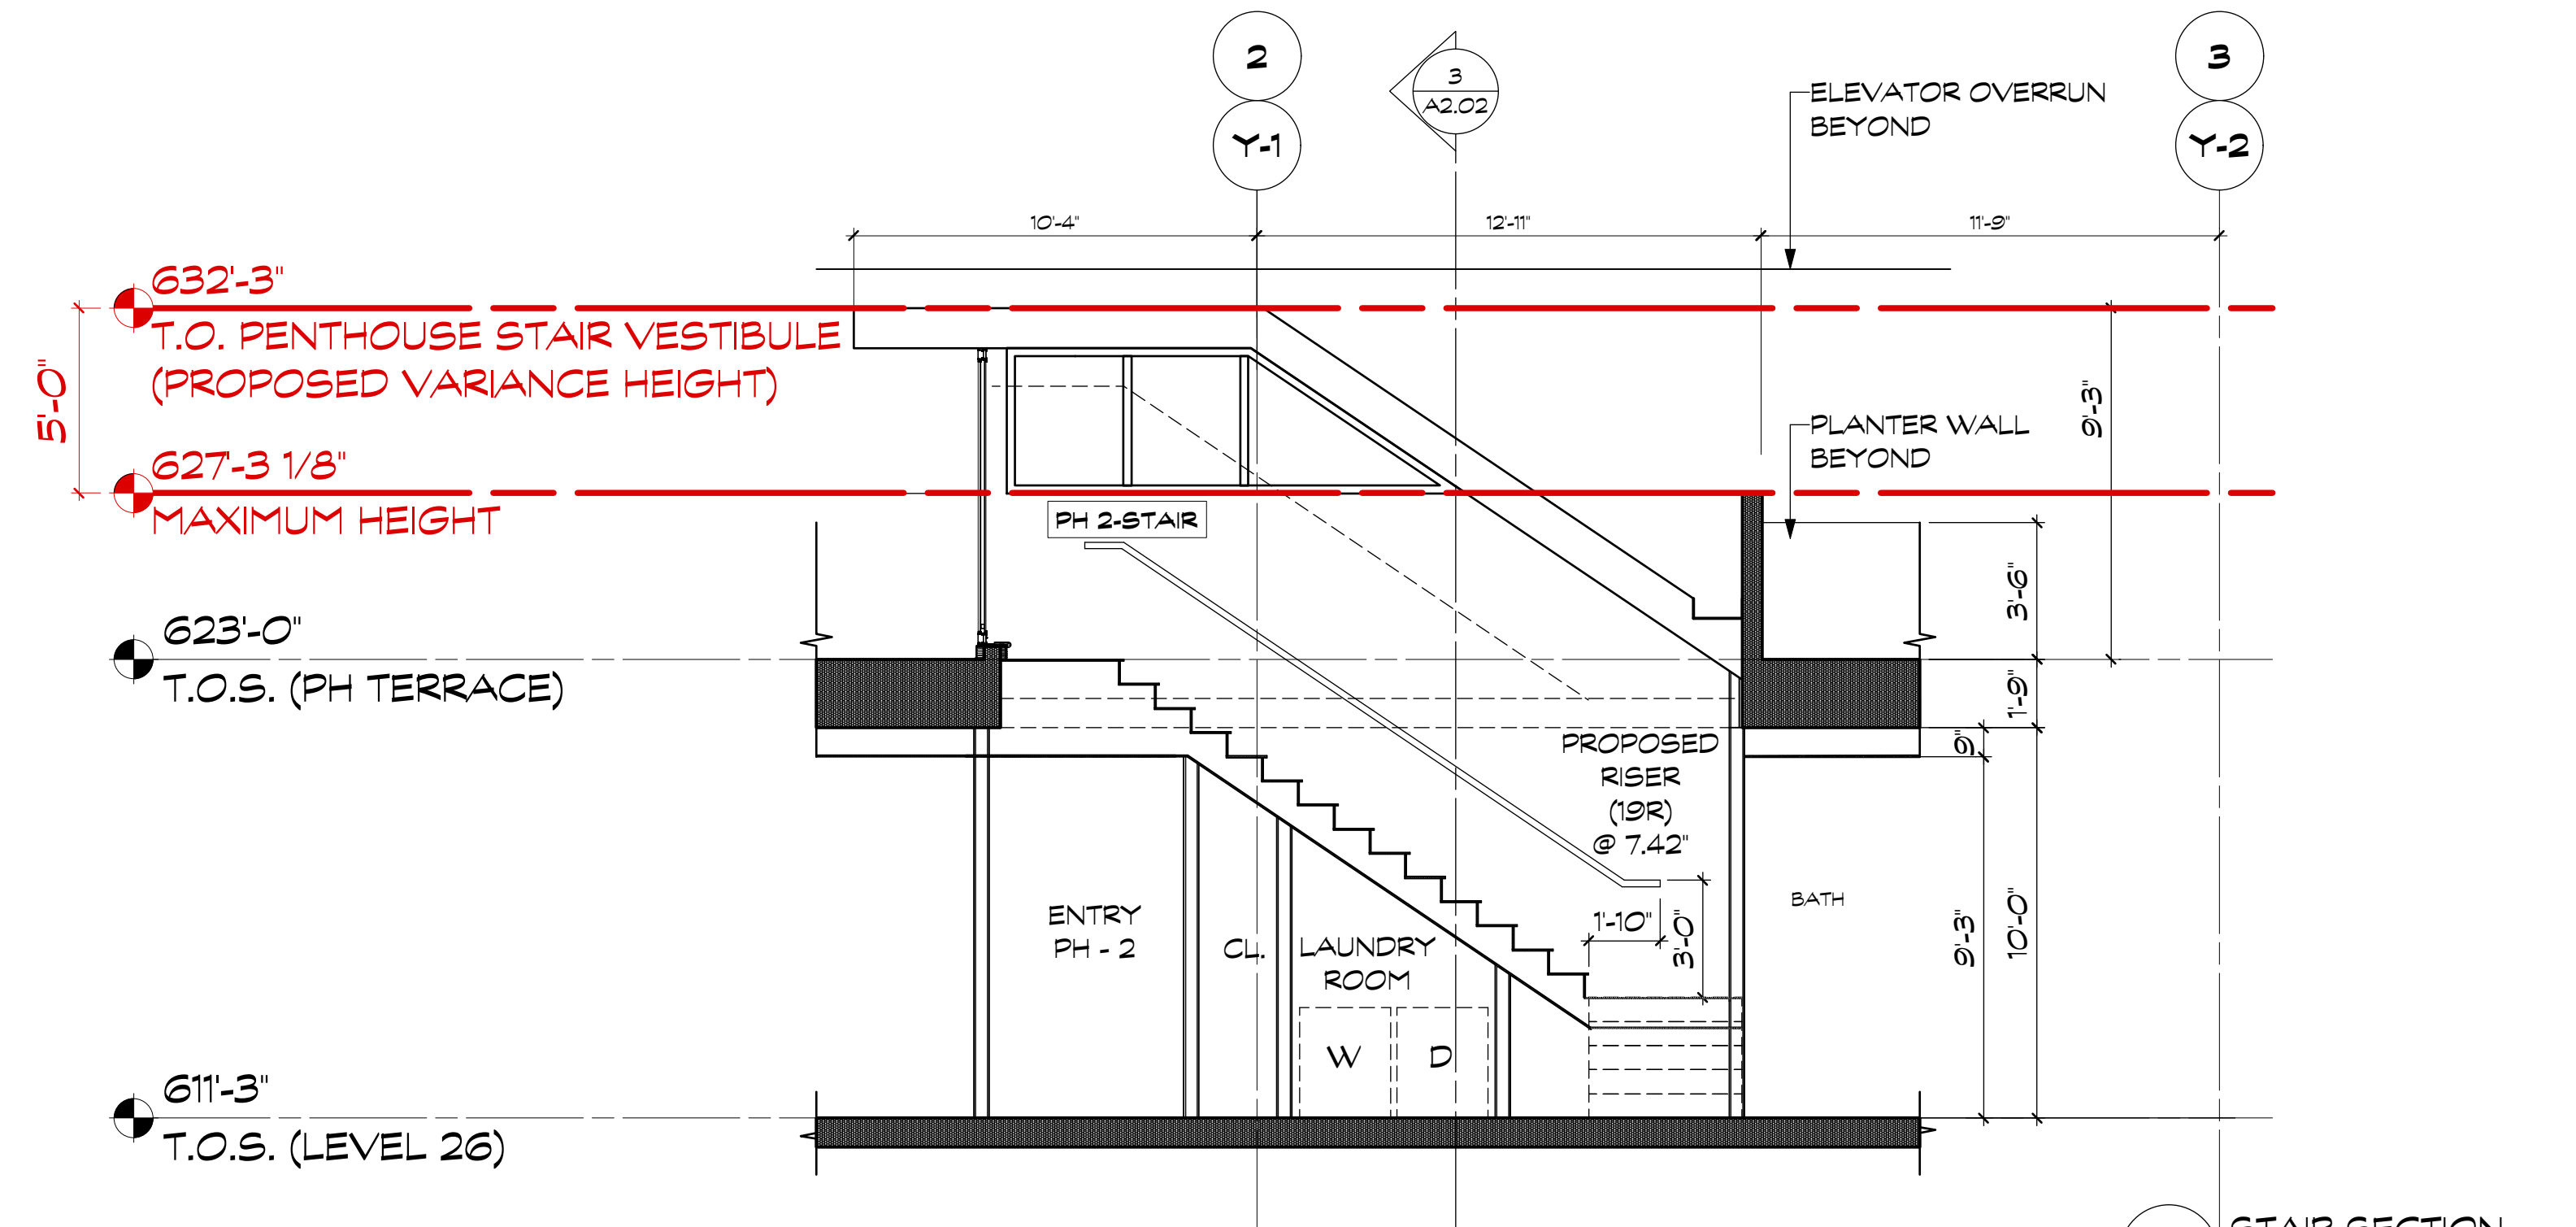 2
3
3
A2.02
Y-1
Y-2
ELEVATOR OVERRUN
BEYOND
10'-4"
12'-11"
11'-9"
632'-3"
T.O. PENTHOUSE STAIR VESTIBULE
(PROPOSED VARIANCE HEIGHT)
5'-0"
627'-3 1/8"
MAXIMUM HEIGHT
9'-3"
PLANTER WALL
BEYOND
PH 2-STAIR
623'-0"
T.O.S. (PH TERRACE)
3'-6"
1'-9"
9"
PROPOSED
RISER
(19R)
@ 7.42"
ENTRY
PH - 2
CL.
LAUNDRY
ROOM
W
D
1'-10"
3'-0"
BATH
9'-3"
10'-0"
611'-3"
T.O.S. (LEVEL 26)
STAIR SECTION